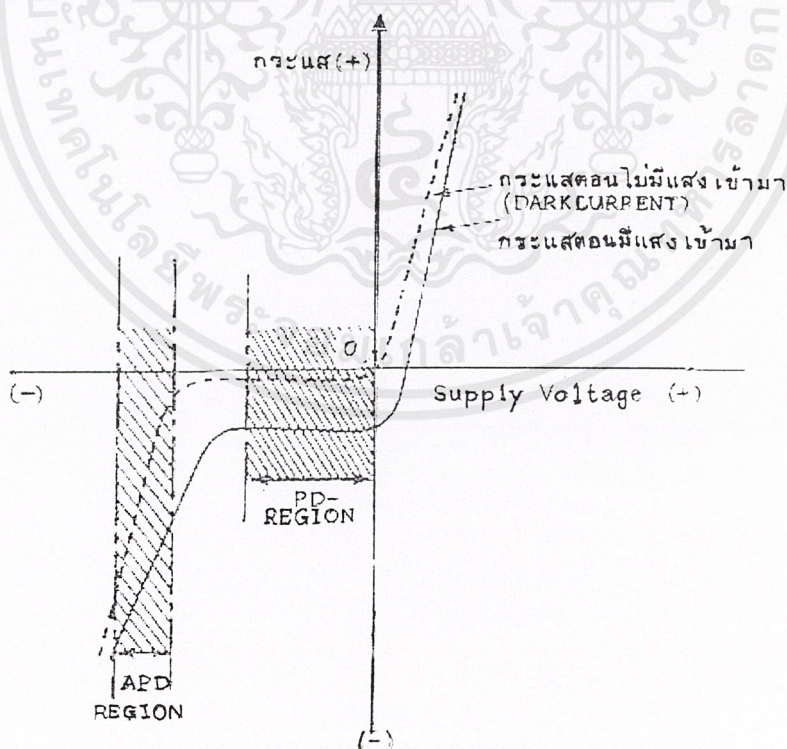 กระแส(+)
กระแสตอนไม่มีแสงเข้ามา
(DARKCURRENT)
กระแสตอนมีแสงเข้ามา
0
(-)
Supply Voltage (+)
PD-
REGION
APD
REGION
(-)